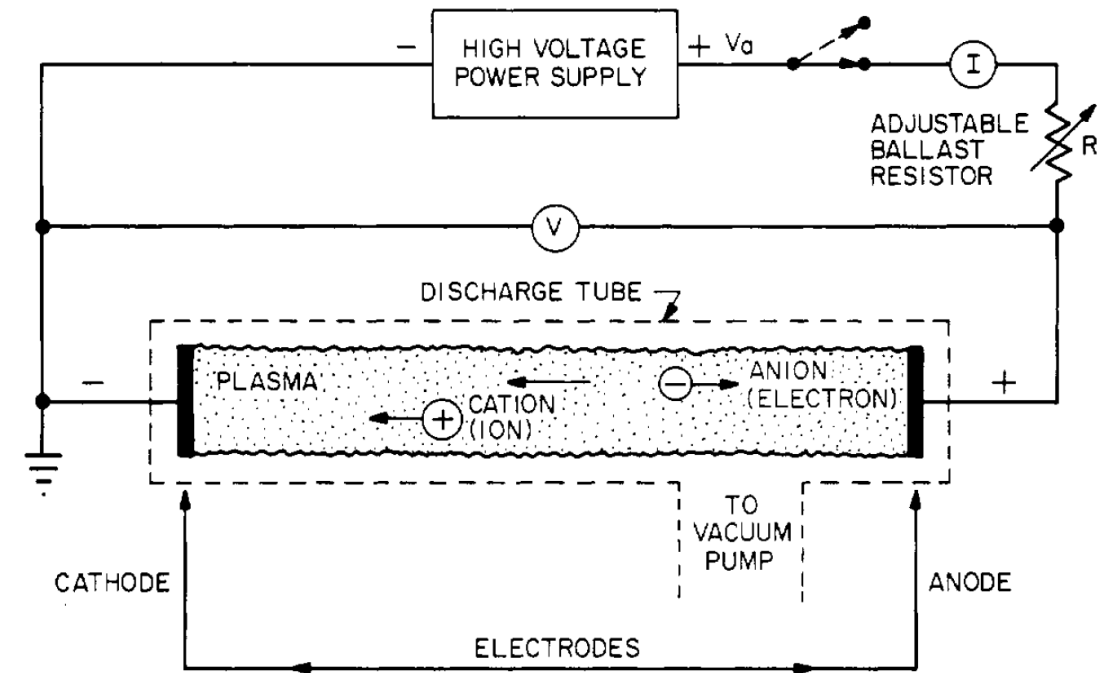 HIGH VOLTAGE
POWER SUPPLY
-
+ Va
I
ADJUSTABLE
BALLAST
RESISTOR
R
V
DISCHARGE TUBE
-
PLASMA
- ANION
(ELECTRON)
+
+ CATION
(ION)
TO
VACUUM
PUMP
CATHODE
ANODE
ELECTRODES